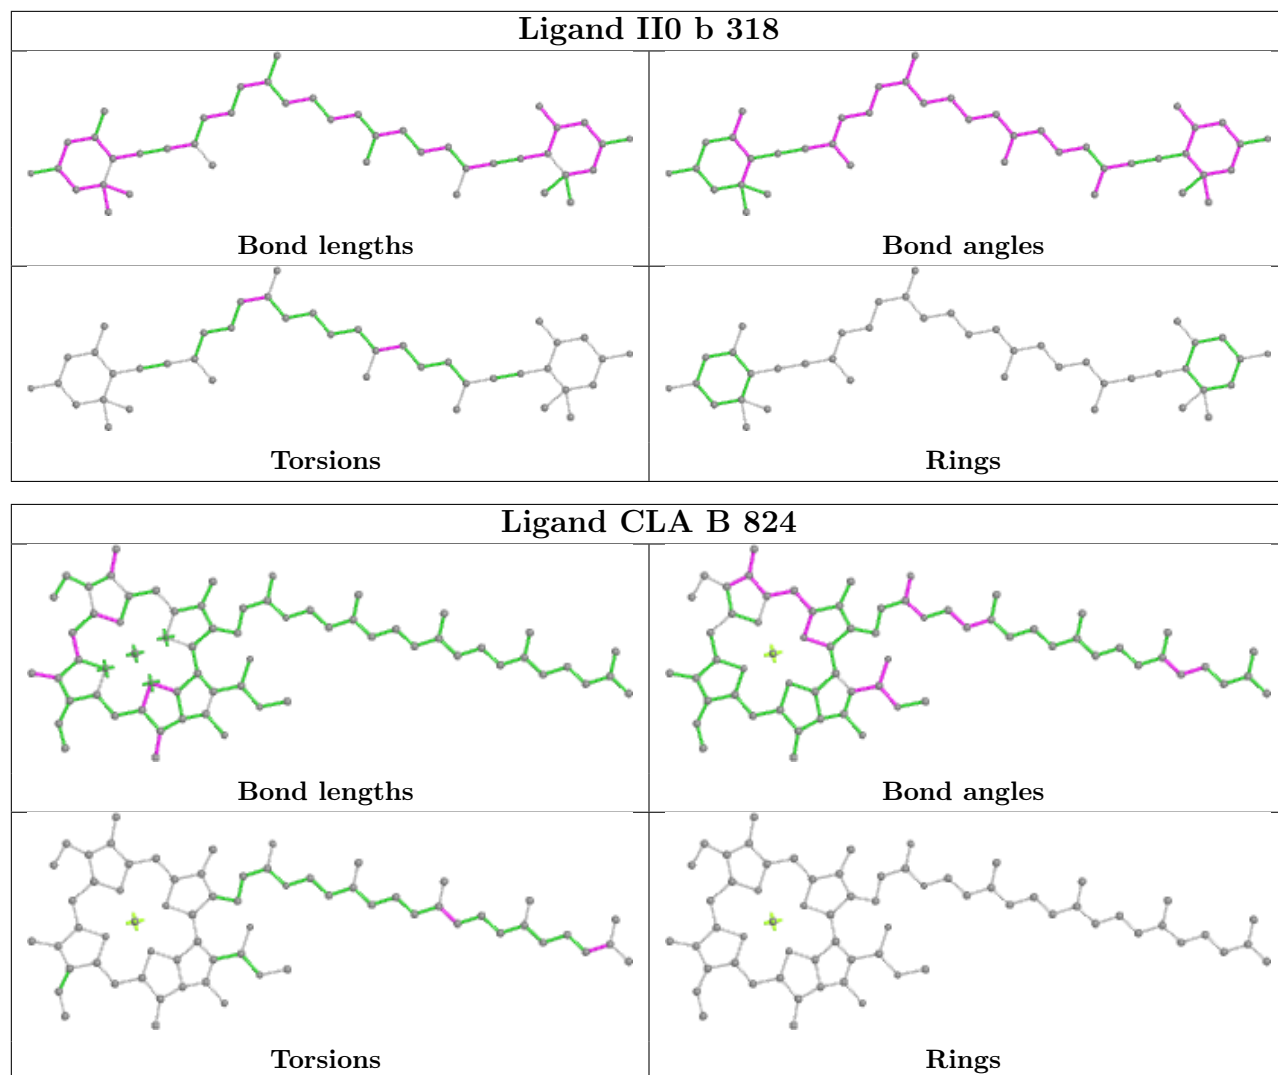 Ligand II0 b 318
Bond lengths
Bond angles
Torsions
Rings
Ligand CLA B 824
Bond lengths
Bond angles
Torsions
Rings